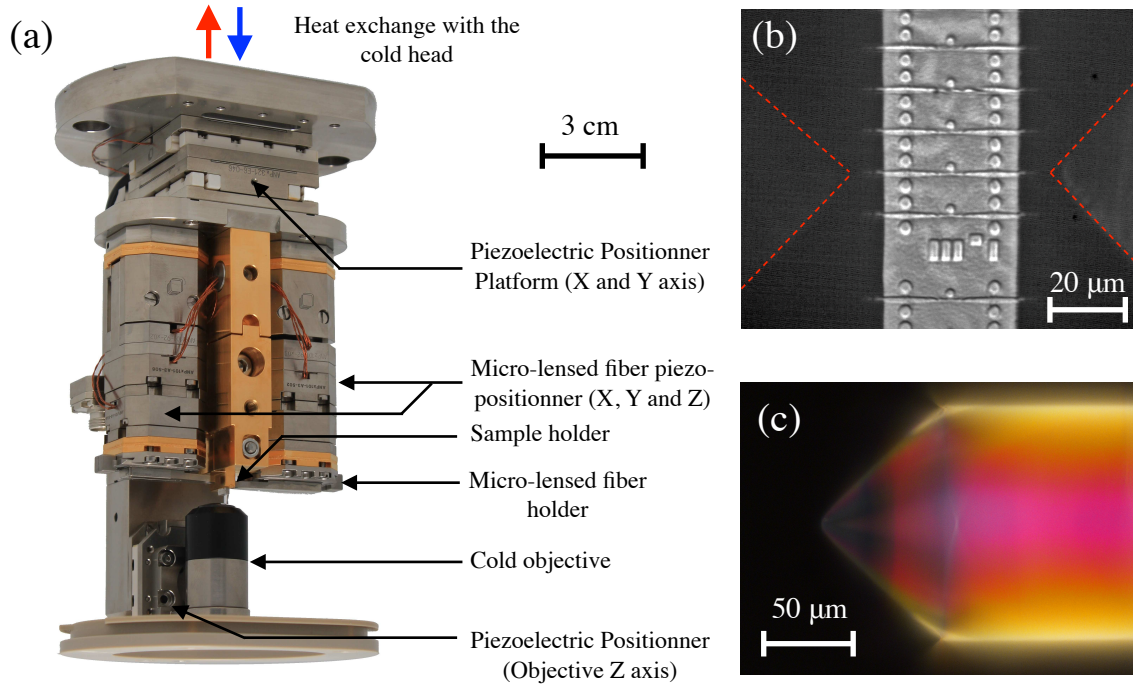 (a)
Heat exchange with the
cold head
3 cm
Piezoelectric Positionner
Platform (X and Y axis)
Micro-lensed fiber piezo-
positionner (X, Y and Z)
Sample holder
Micro-lensed fiber
holder
Cold objective
Piezoelectric Positionner
(Objective Z axis)
(b)
20 μm
(c)
50 μm